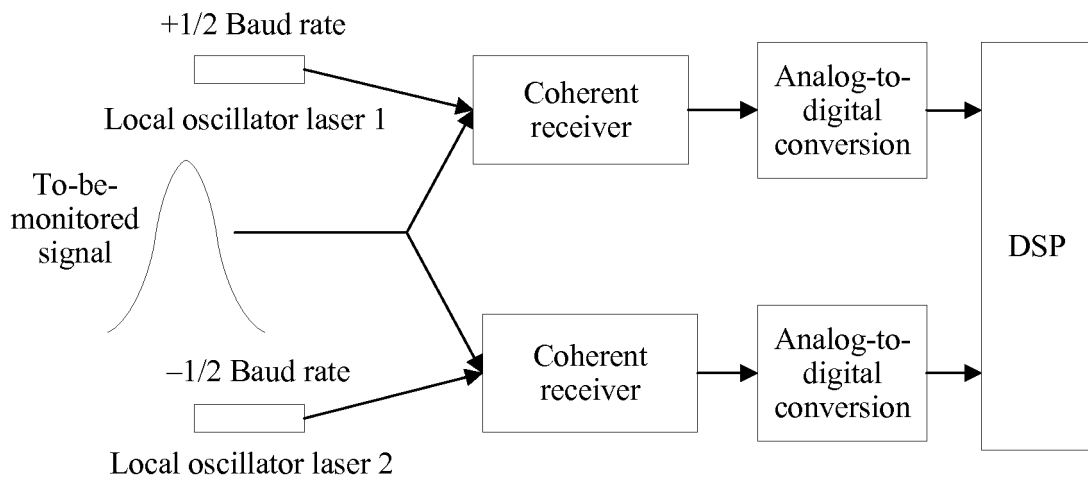 +1/2 Baud rate
Local oscillator laser 1
To-be-
monitored
signal
–1/2 Baud rate
Local oscillator laser 2
Coherent
receiver
Analog-to-
digital
conversion
Coherent
receiver
Analog-to-
digital
conversion
DSP